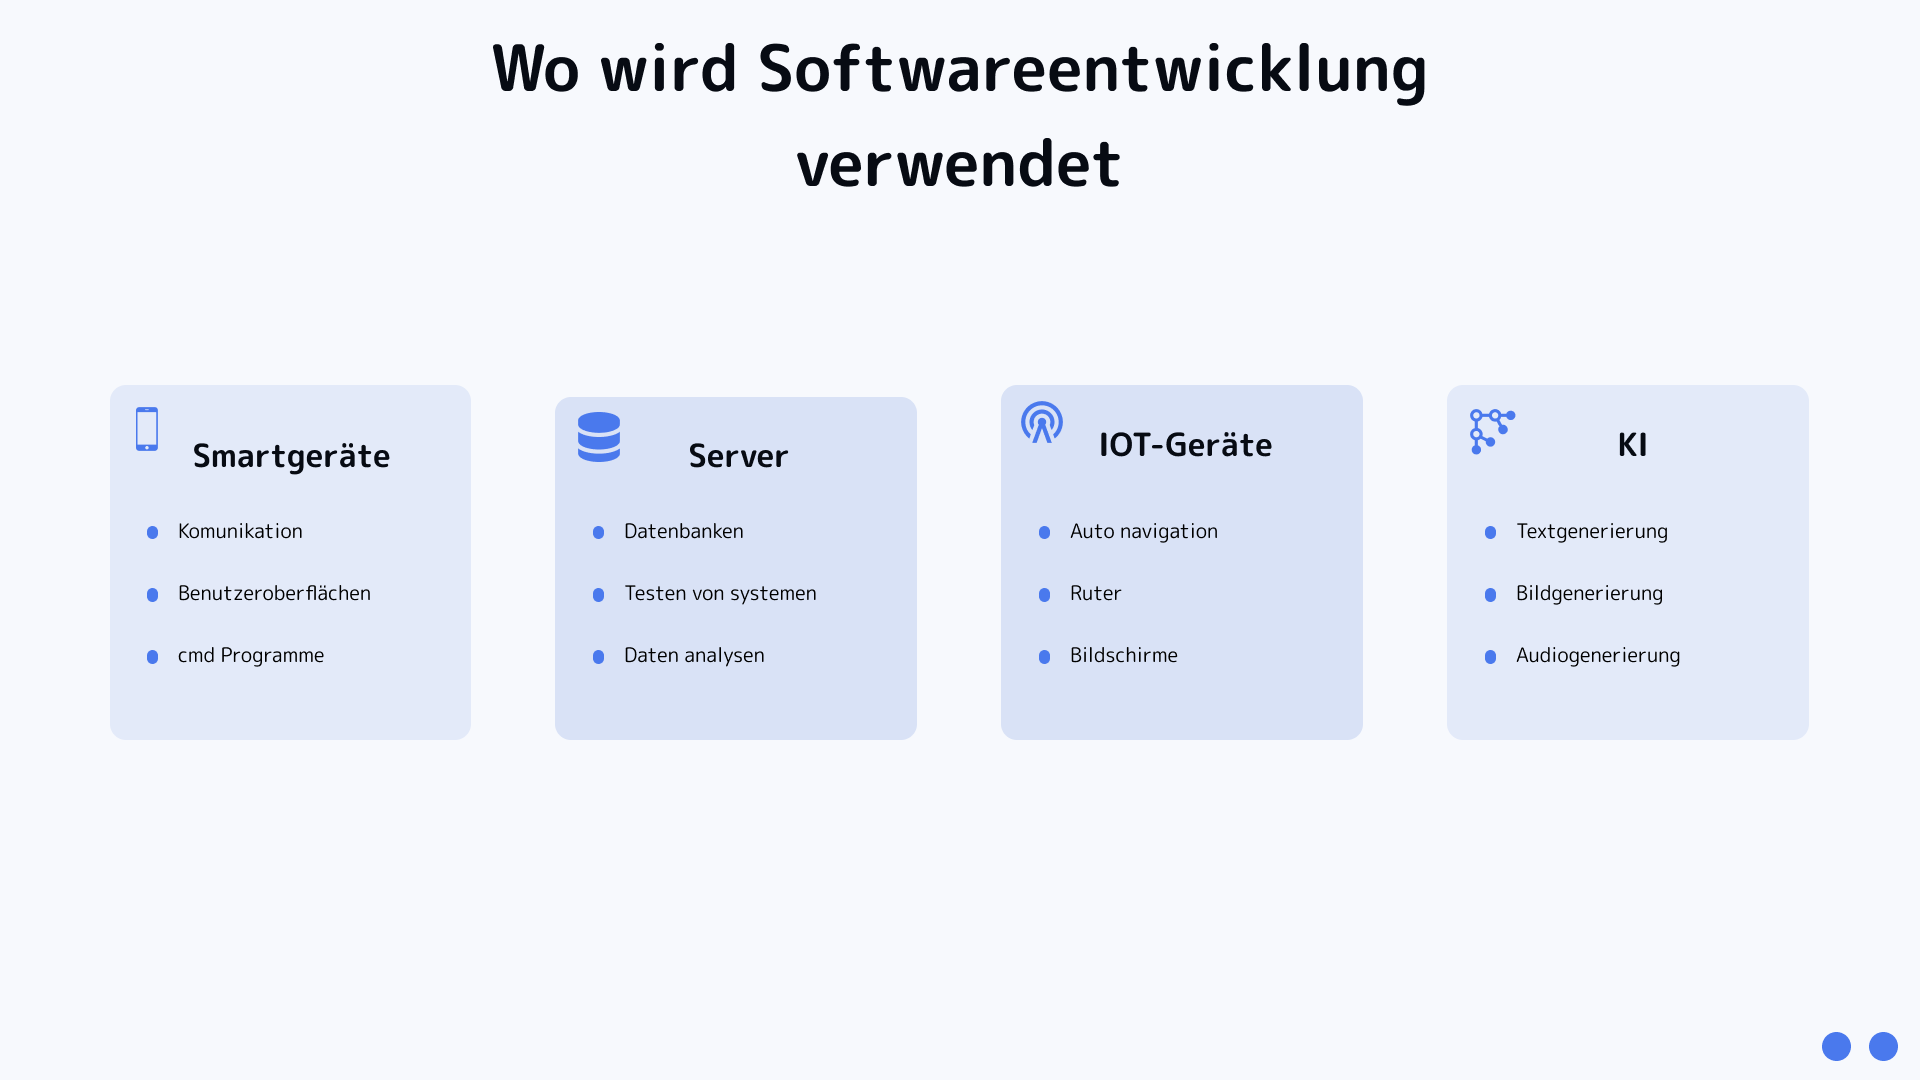 Wo wird Softwareentwicklung
verwendet
Smartgeräte
Komunikation
Benutzeroberflächen
cmd Programme
Server
Datenbanken
Testen von systemen
Daten analysen
IOT-Geräte
Auto navigation
Ruter
Bildschirme
KI
Textgenerierung
Bildgenerierung
Audiogenerierung